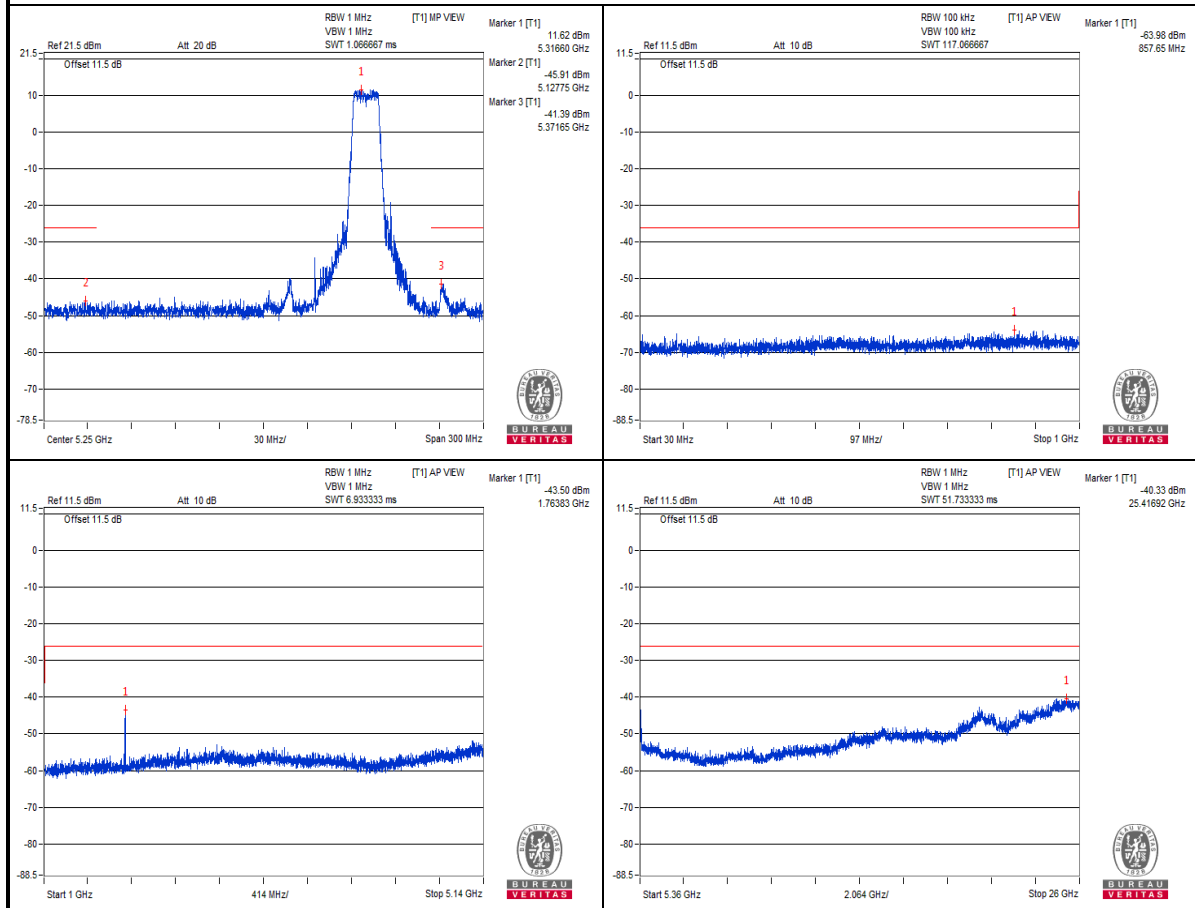 RBW 1 MHz [T1] MP VIEW
VBW 1 MHz
Ref 21.5 dBm Att 20 dB SWT 1.066667 ms
Marker 1 [T1]
11.62 dBm
5.31660 GHz
Marker 2 [T1]
-45.91 dBm
5.12775 GHz
Marker 3 [T1]
-41.39 dBm
5.37165 GHz
21.5
Offset 11.5 dB
10
0
-10
-20
-30
-40
-50
-60
-70
-78.5
1
2
3
Center 5.25 GHz 30 MHz/ Span 300 MHz
BUREAU VERITAS
1828
BUREAU
VERITAS
RBW 100 kHz [T1] AP VIEW
VBW 100 kHz
Ref 11.5 dBm Att 10 dB SWT 117.066667
Marker 1 [T1]
-63.98 dBm
857.65 MHz
11.5
Offset 11.5 dB
0
-10
-20
-30
-40
-50
-60
-70
-80
-88.5
1
Start 30 MHz 97 MHz/ Stop 1 GHz
BUREAU VERITAS
1828
BUREAU
VERITAS
RBW 1 MHz [T1] AP VIEW
VBW 1 MHz
Ref 11.5 dBm Att 10 dB SWT 6.933333 ms
Marker 1 [T1]
-43.50 dBm
1.76383 GHz
11.5
Offset 11.5 dB
0
-10
-20
-30
-40
-50
-60
-70
-80
-88.5
1
Start 1 GHz 414 MHz/ Stop 5.14 GHz
BUREAU VERITAS
1828
BUREAU
VERITAS
RBW 1 MHz [T1] AP VIEW
VBW 1 MHz
Ref 11.5 dBm Att 10 dB SWT 51.733333 ms
Marker 1 [T1]
-40.33 dBm
25.41692 GHz
11.5
Offset 11.5 dB
0
-10
-20
-30
-40
-50
-60
-70
-80
-88.5
1
Start 5.36 GHz 2.064 GHz/ Stop 26 GHz
BUREAU VERITAS
1828
BUREAU
VERITAS